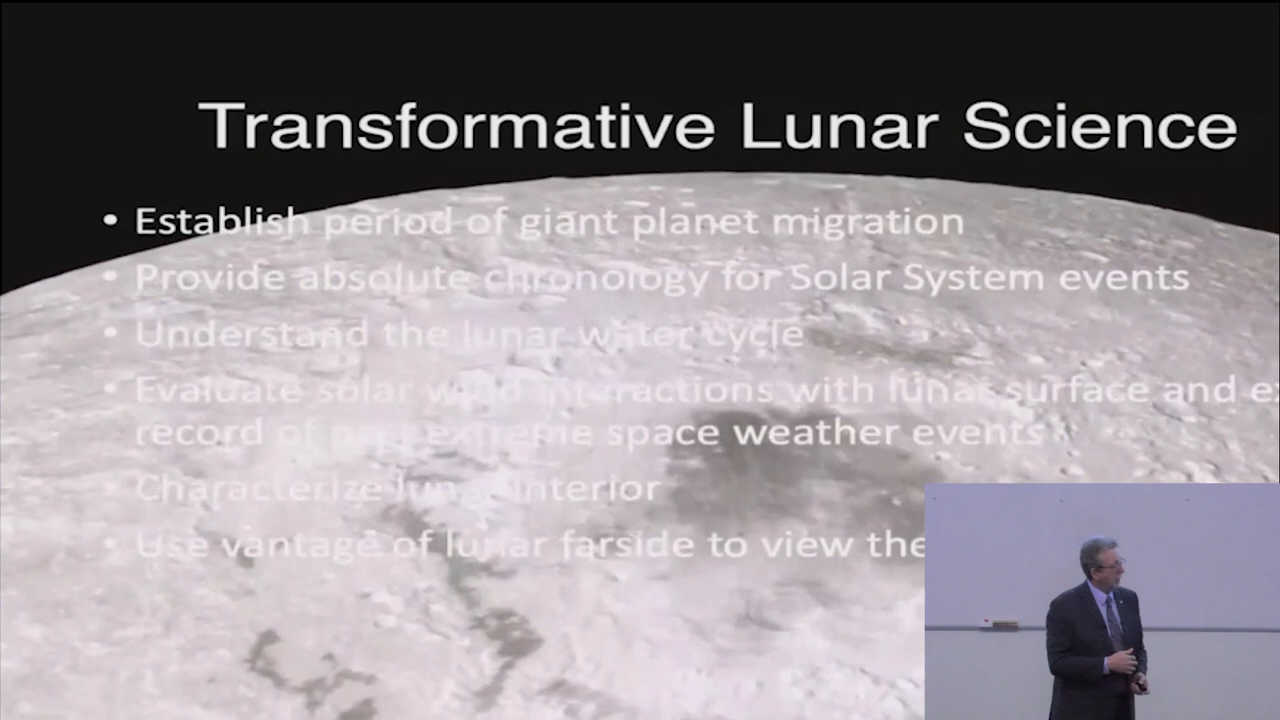 Transformative Lunar Science
• Establish period of giant planet migration
• Provide absolute chronology for Solar System events
• Understand the lunar water cycle
• Evaluate solar wind interactions with lunar surface and
record of past extreme space weather events
• Characterize lunar interior
• Use vantage of lunar farside to view the